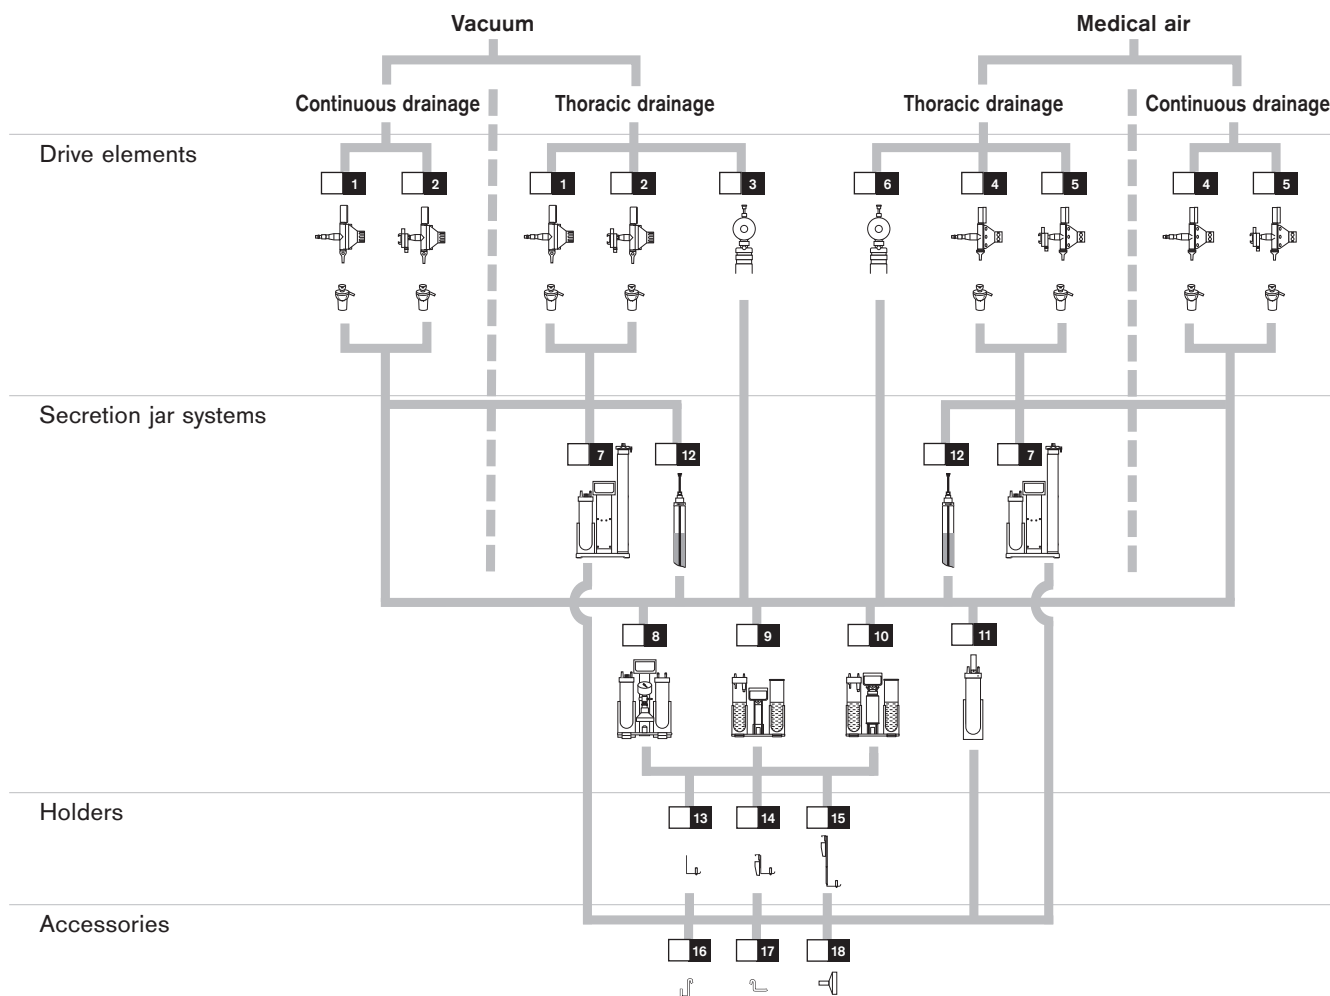 Vacuum Medical air
Continuous drainage Thoracic drainage Thoracic drainage Continuous drainage
Drive elements
1 2 1 2 3 6 4 5 4 5
Secretion jar systems
7 12 12 7
8 9 10 11
Holders
13 14 15
Accessories
16 17 18